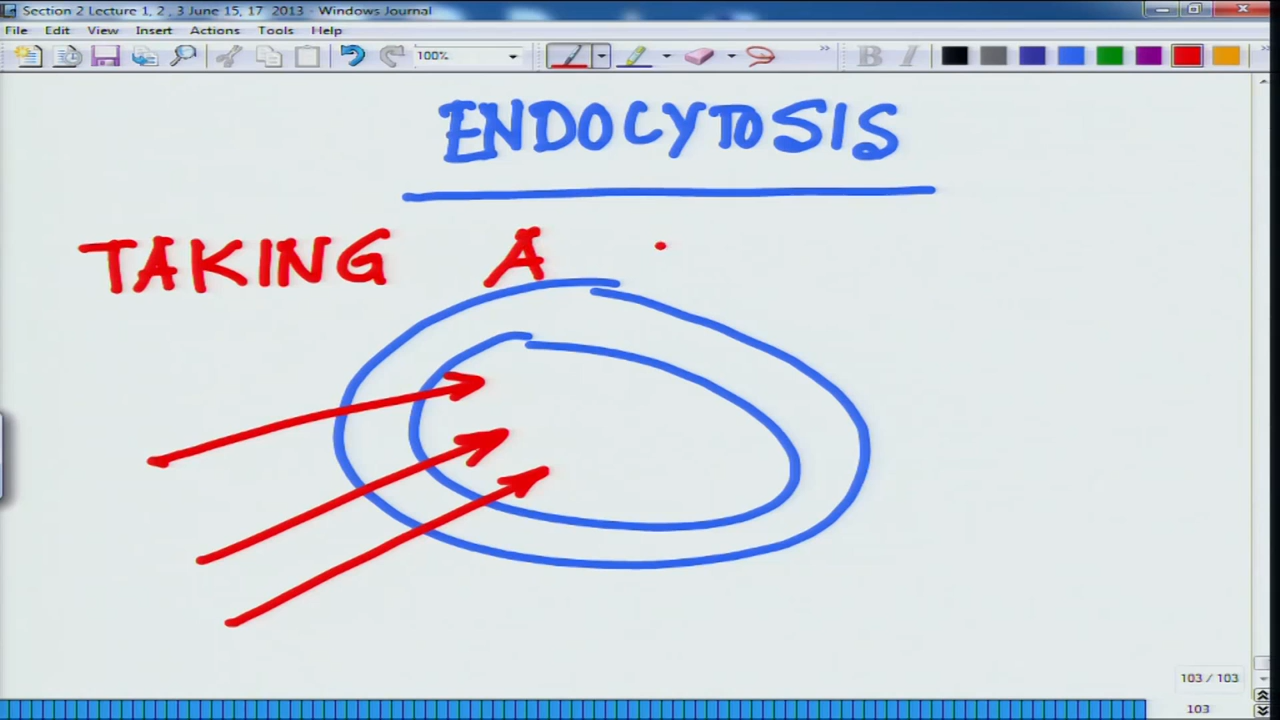 Section 2 Lecture 1, 2 , 3 June 15, 17 2013 - Windows Journal
File Edit View Insert Actions Tools Help
100% B I
ENDOCYTOSIS
TAKING A
103 / 103
103